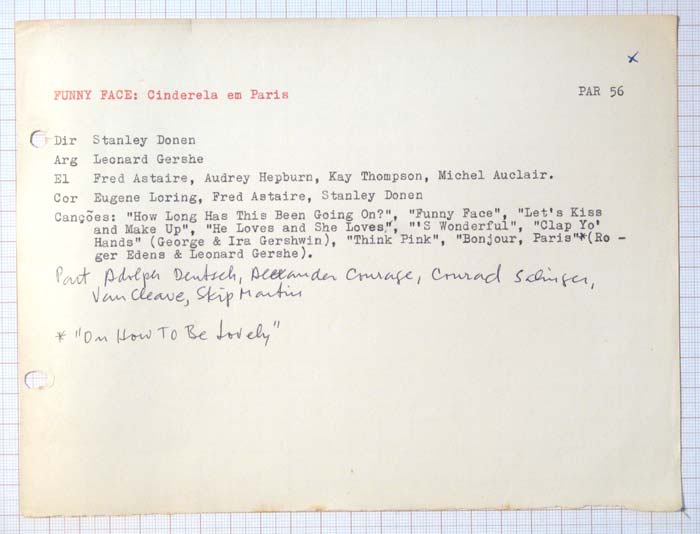 x
FUNNY FACE: Cinderela em Paris PAR 56
Dir Stanley Donen
Arg Leonard Gershe
El Fred Astaire, Audrey Hepburn, Kay Thompson, Michel Auclair.
Cor Eugene Loring, Fred Astaire, Stanley Donen
Canções: "How Long Has This Been Going On?", "Funny Face", "Let's Kiss
and Make Up", "He Loves and She Loves", "'S Wonderful", "Clap Yo'
Hands" (George & Ira Gershwin), "Think Pink", "Bonjour, Paris"*(Ro -
ger Edens & Leonard Gershe).
Part Adolph Deutsch, Alexander Courage, Conrad Salinger,
Van Cleave, Skip Martin
* "On How To Be Lovely"